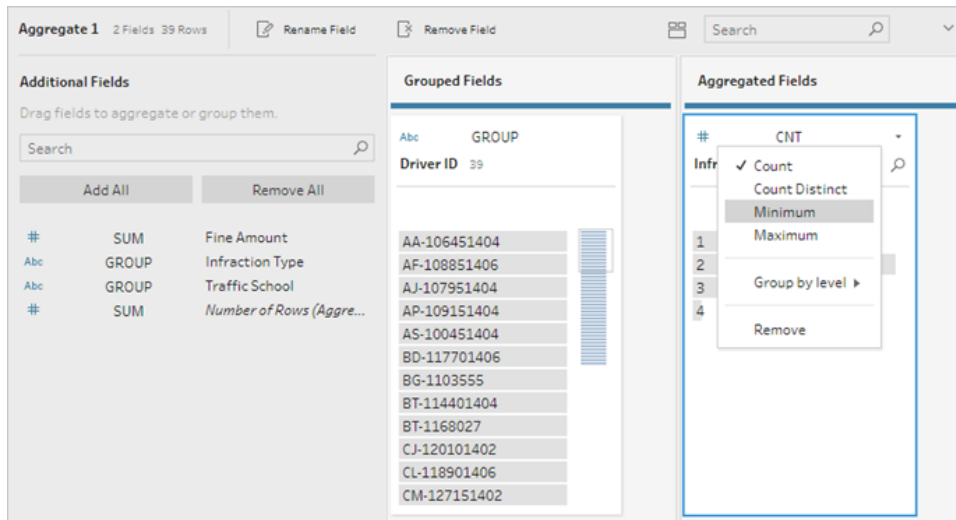 Aggregate 1 2 Fields 39 Rows Rename Field Remove Field Search
Additional Fields
Drag fields to aggregate or group them.
Search
Add All Remove All
# SUM Fine Amount
Abc GROUP Infraction Type
Abc GROUP Traffic School
# SUM Number of Rows (Aggre...
Grouped Fields
Abc GROUP
Driver ID 39
AA-106451404
AF-108851406
AJ-107951404
AP-109151404
AS-100451404
BD-117701406
BG-1103555
BT-114401404
BT-1168027
CJ-120101402
CL-118901406
CM-127151402
Aggregated Fields
# CNT
Infr
✓ Count
Count Distinct
Minimum
Maximum
Group by level
Remove
1
2
3
4